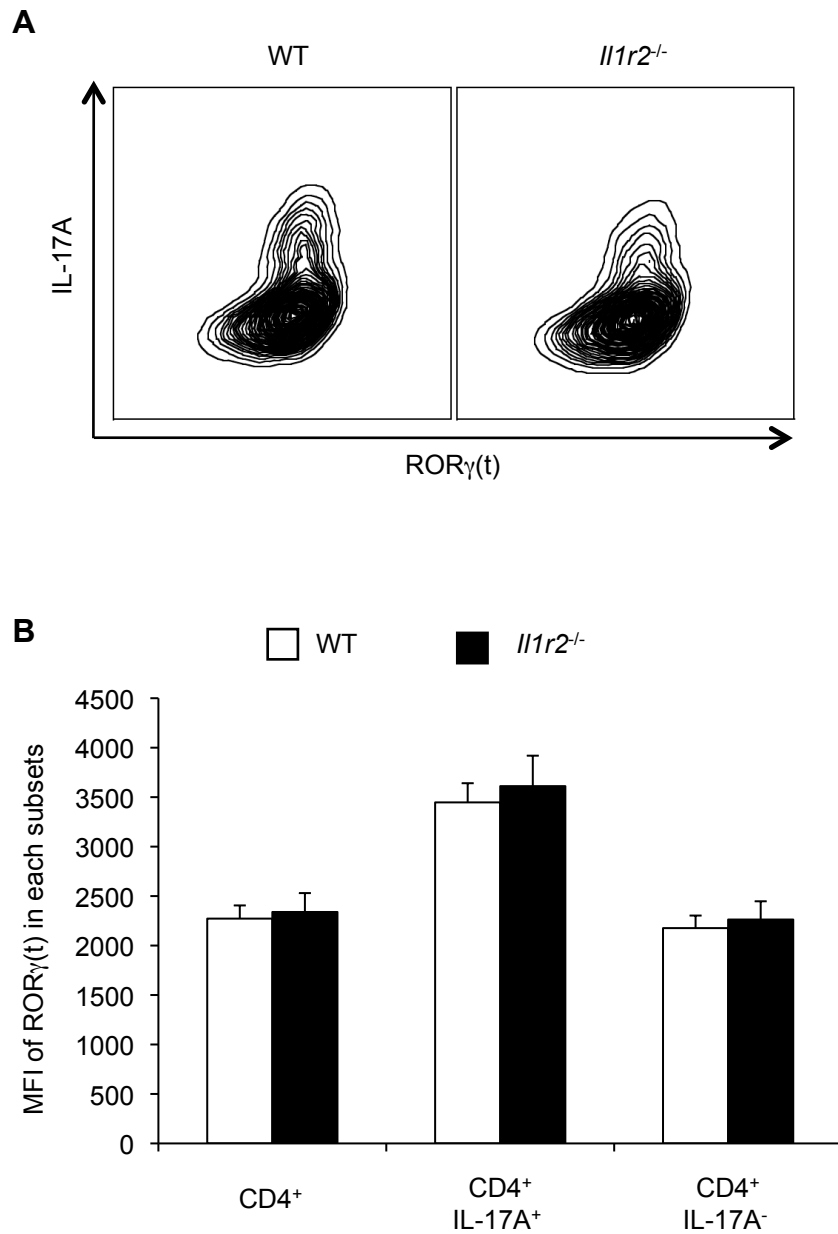 A
WT Il1r2-/-
IL-17A
RORγ(t)
B
WT Il1r2-/-
MFI of RORγ(t) in each subsets
4500
4000
3500
3000
2500
2000
1500
1000
500
0
CD4+ CD4+ CD4+
IL-17A+ IL-17A-